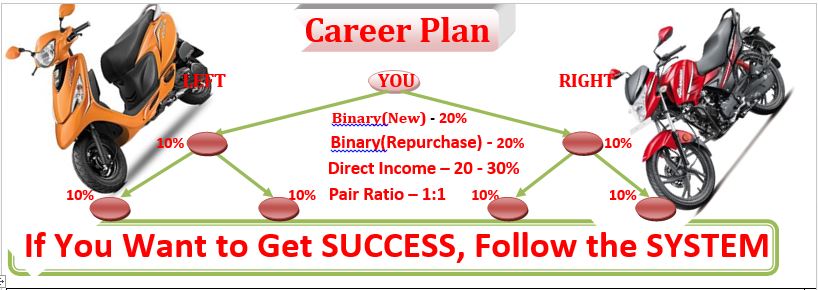 Career Plan
LEFT
YOU
RIGHT
Binary(New) - 20%
10%
Binary(Repurchase) - 20%
10%
Direct Income – 20 - 30%
10%
10%
Pair Ratio – 1:1
10%
10%
If You Want to Get SUCCESS, Follow the SYSTEM